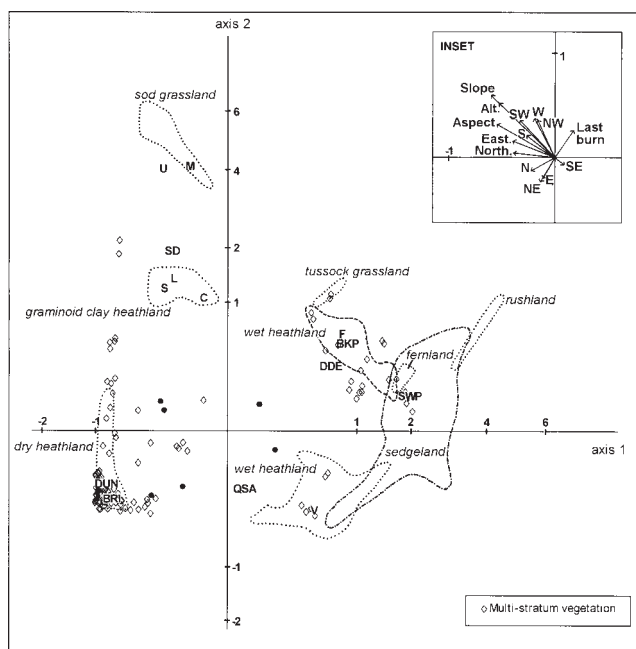 axis 2
INSET
1
Slope
Alt.
SW
W
NW
Aspect
S
Last
burn
East.
North.
-1
N
E
SE
NE
sod grassland
6
U
M
4
SD
2
L
S
C
1
tussock grassland
rushland
graminoid clay heathland
wet heathland
F
BKP
fernland
DDE
SWP
-2
-1
1
2
4
6
axis 1
dry heathland
wet heathland
sedgeland
DUN
BRI
QSA
V
-1
-2
Multi-stratum vegetation